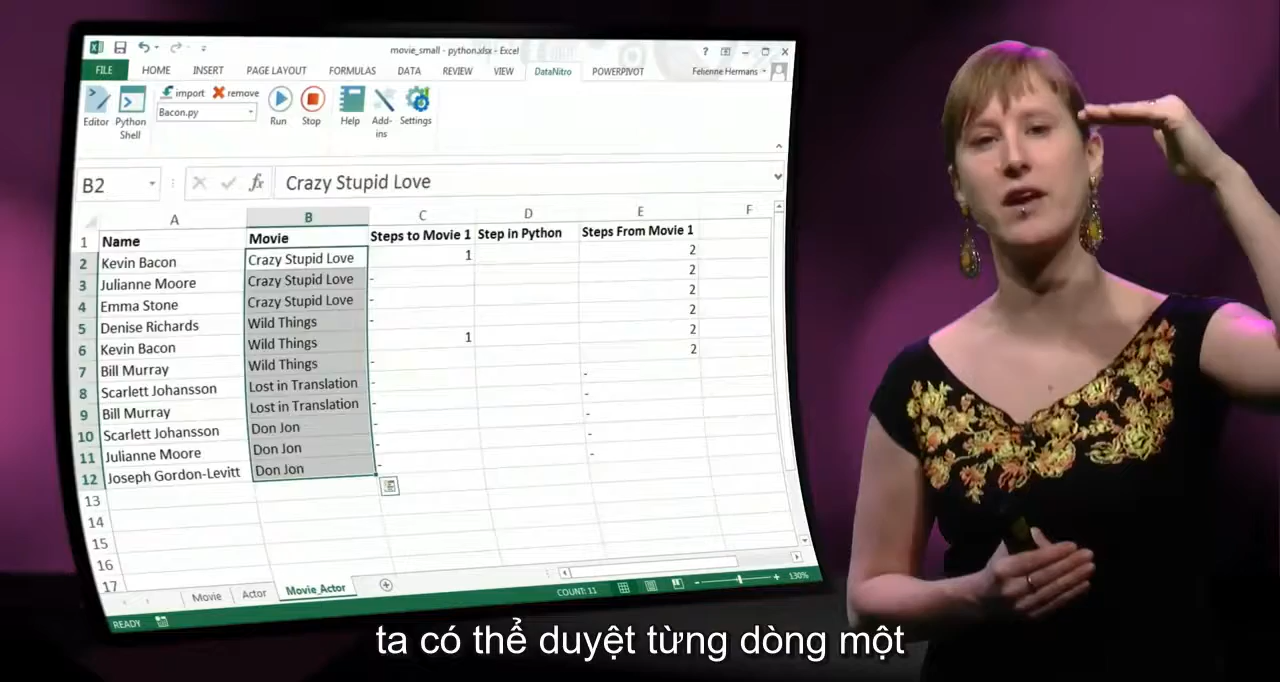 movie_small - python.xlsx - Excel
FILE HOME INSERT PAGE LAYOUT FORMULAS DATA REVIEW VIEW DataNitro POWERPIVOT Felienne Hermans
import remove
Bacon.py
Editor Python Shell Run Stop Help Add-ins Settings
B2 fx Crazy Stupid Love
A B C D E F
1 Name Movie Steps to Movie 1 Step in Python Steps From Movie 1
2 Kevin Bacon Crazy Stupid Love 1 2
3 Julianne Moore Crazy Stupid Love - 2
4 Emma Stone Crazy Stupid Love - 2
5 Denise Richards Wild Things - 2
6 Kevin Bacon Wild Things 1 2
7 Bill Murray Wild Things - 2
8 Scarlett Johansson Lost in Translation - -
9 Bill Murray Lost in Translation - -
10 Scarlett Johansson Don Jon - -
11 Julianne Moore Don Jon - -
12 Joseph Gordon-Levitt Don Jon - -
13
14
15
16
17
Movie Actor Movie_Actor
READY COUNT: 11 130%
ta có thể duyệt từng dòng một